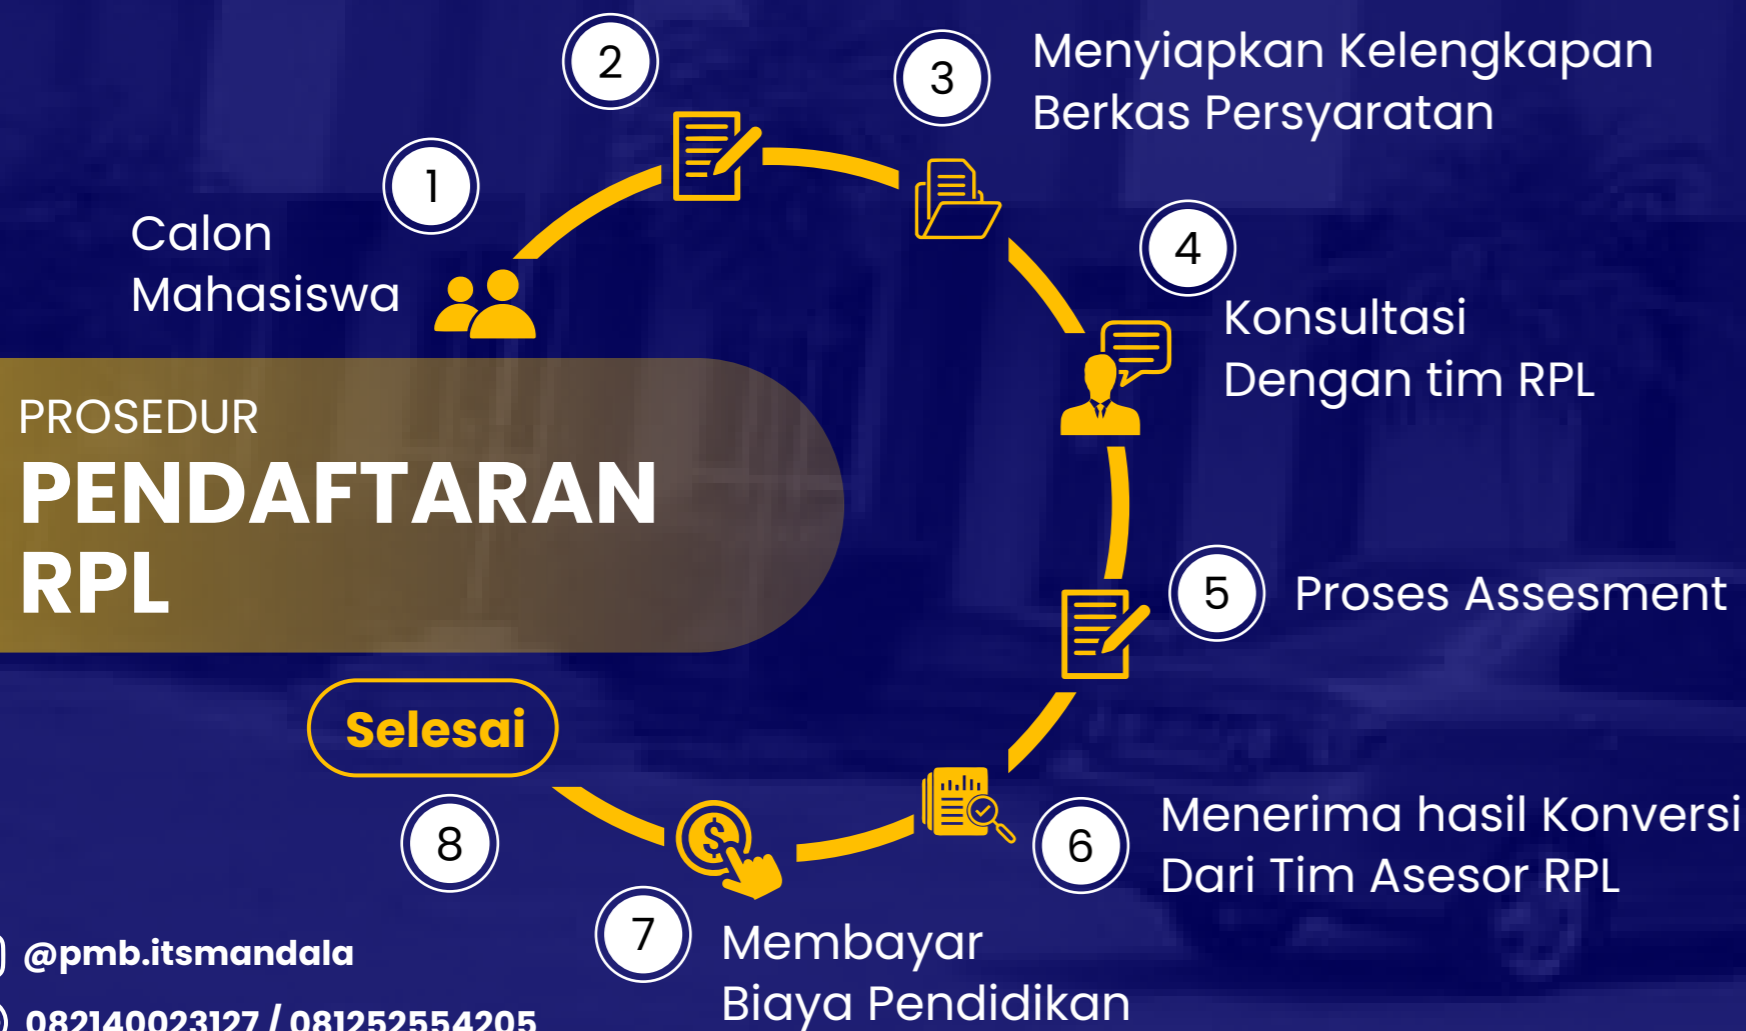 1
Calon
Mahasiswa
2
3
Menyiapkan Kelengkapan
Berkas Persyaratan
4
Konsultasi
Dengan tim RPL
PROSEDUR
PENDAFTARAN
RPL
5
Proses Assesment
6
Menerima hasil Konversi
Dari Tim Asesor RPL
7
Membayar
Biaya Pendidikan
8
Selesai
@pmb.itsmandala
082140023127 / 081252554205